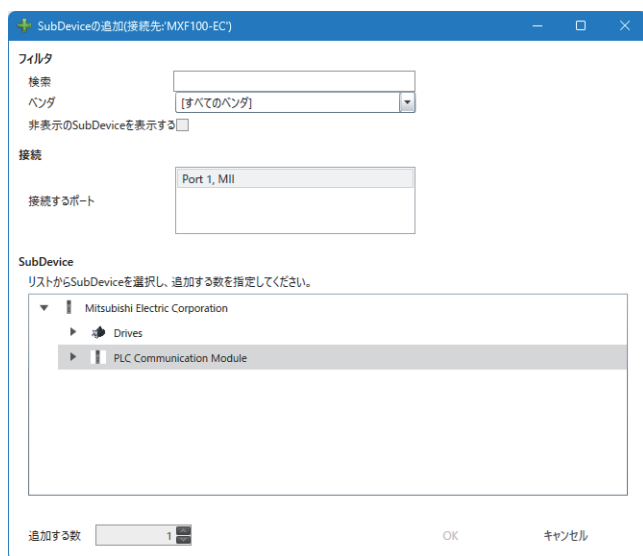 SubDeviceの追加(接続先:'MXF100-EC')
フィルタ
検索
ベンダ [すべてのベンダ]
非表示のSubDeviceを表示する
接続
Port 1, MII
接続するポート
SubDevice
リストからSubDeviceを選択し、追加する数を指定してください。
Mitsubishi Electric Corporation
Drives
PLC Communication Module
追加する数 1 OK キャンセル